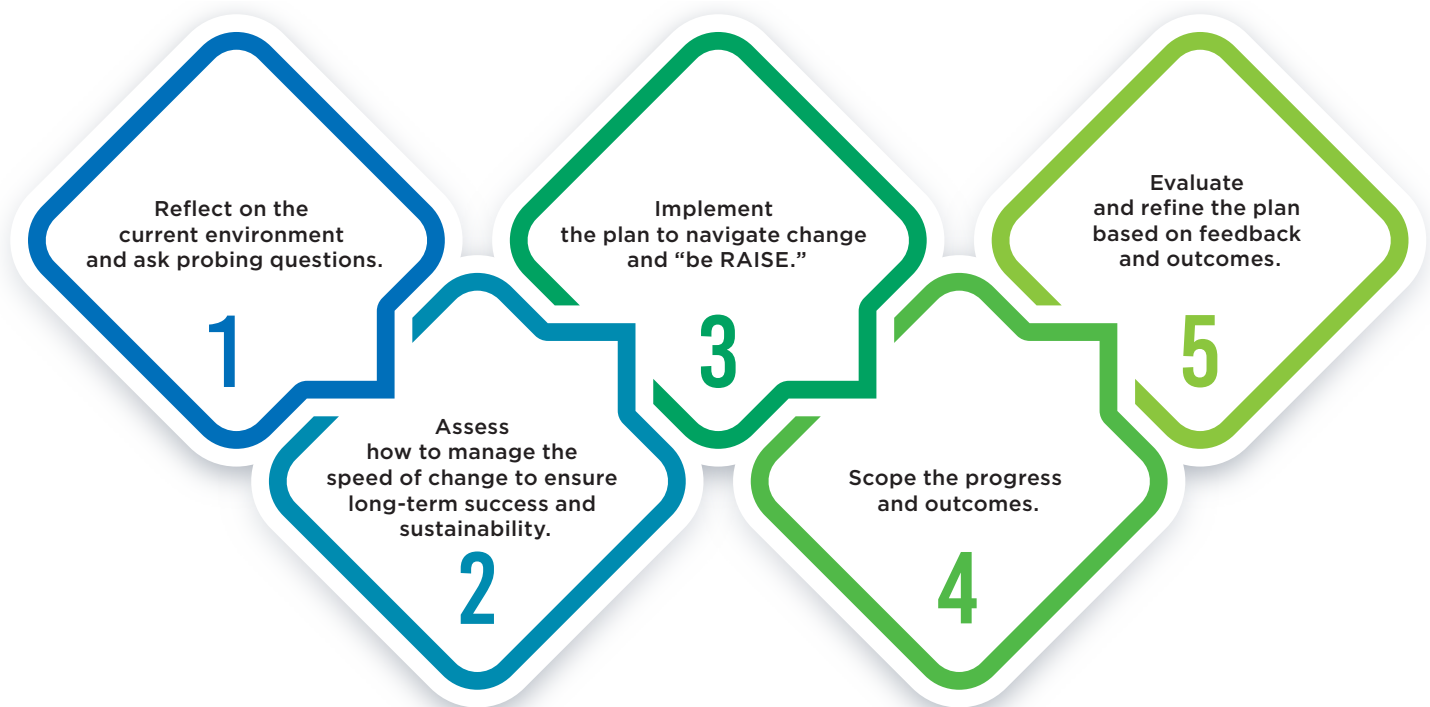 Reflect on the
current environment
and ask probing questions.
1
Assess
how to manage the
speed of change to ensure
long-term success and
sustainability.
2
Implement
the plan to navigate change
and “be RAISE.”
3
Scope the progress
and outcomes.
4
Evaluate
and refine the plan
based on feedback
and outcomes.
5